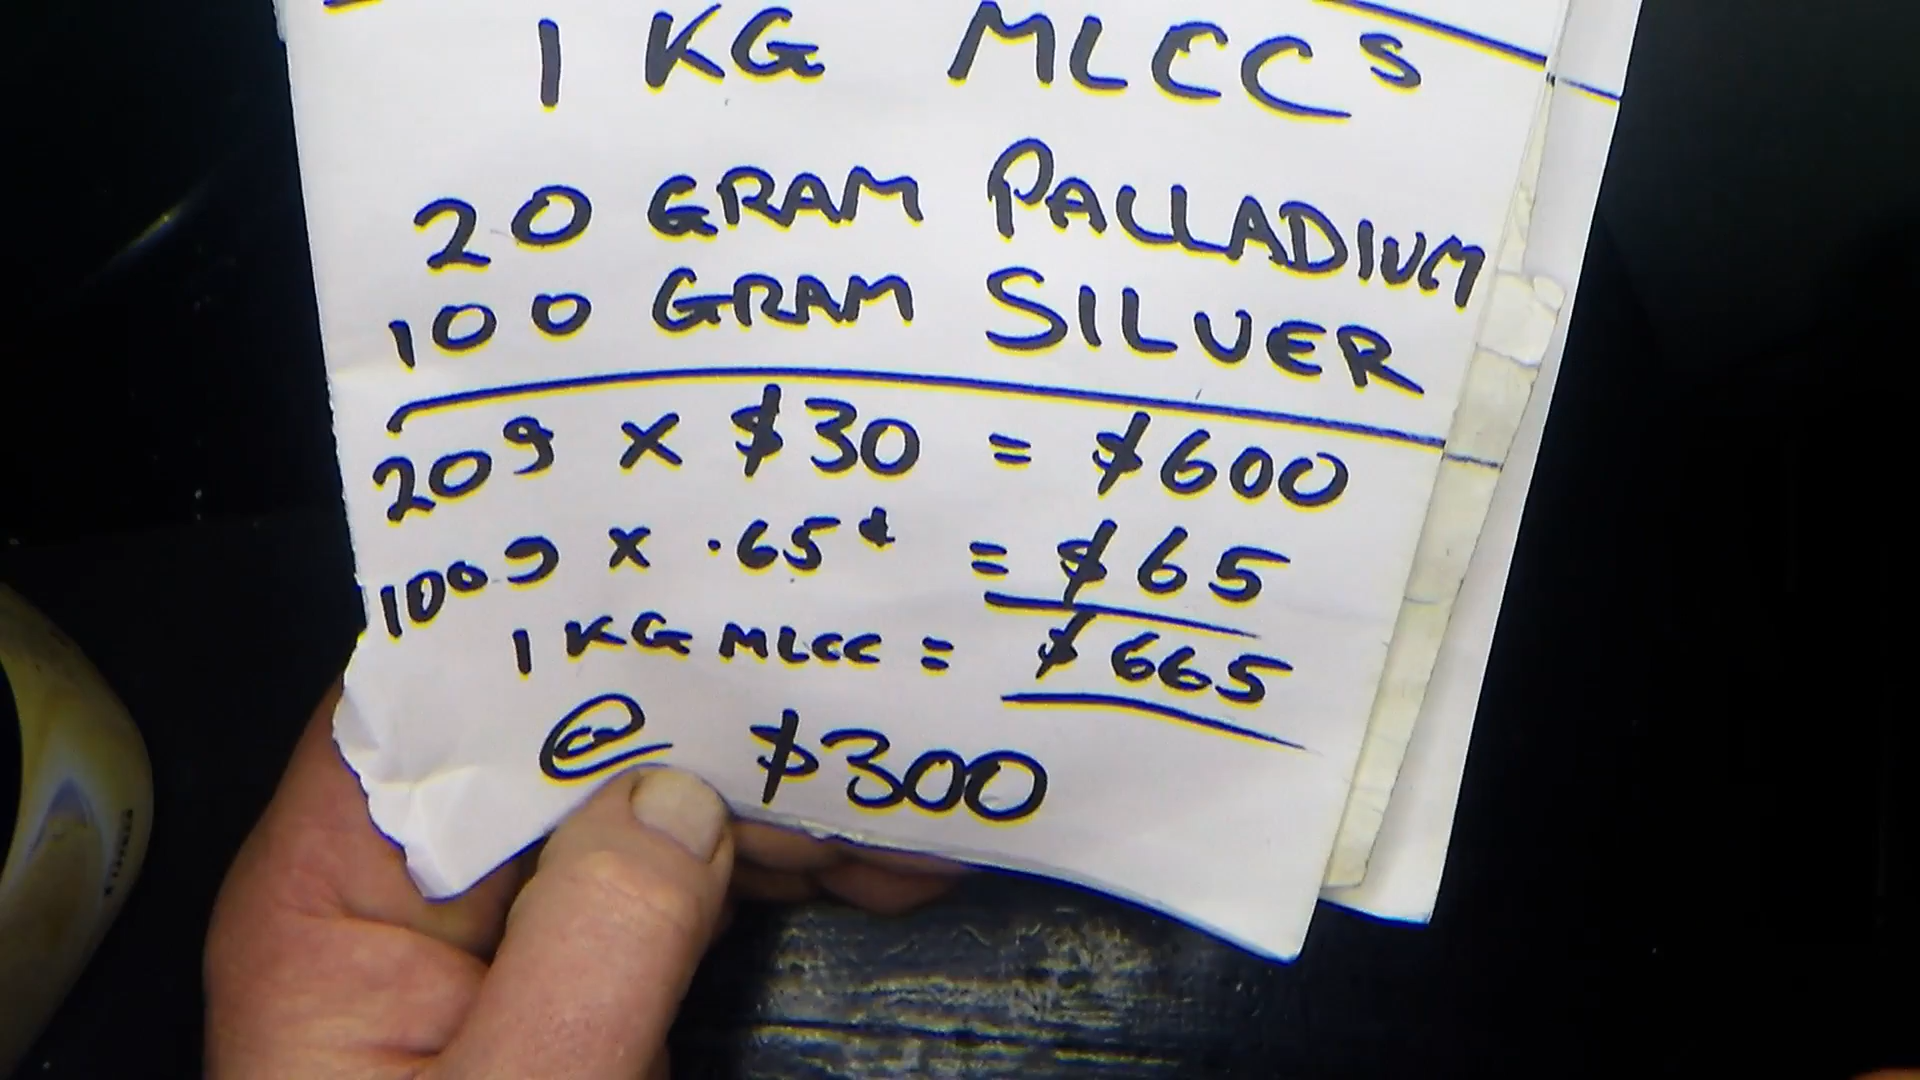 1 KG MLCCS
20 GRAM PALLADIUM
100 GRAM SILVER
20g x $30 = $600
100g x .65¢ = $65
1 KG MLCC = $665
@ $300